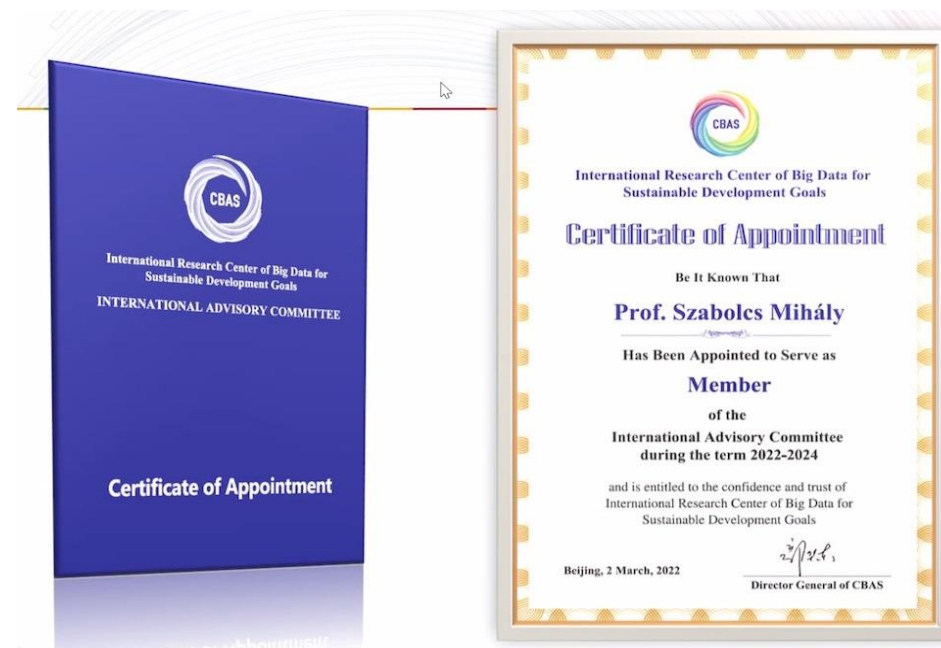 CBAS
International Research Center of Big Data for
Sustainable Development Goals
INTERNATIONAL ADVISORY COMMITTEE
Certificate of Appointment
CBAS
International Research Center of Big Data for
Sustainable Development Goals
Certificate of Appointment
Be It Known That
Prof. Szabolcs Mihály
Has Been Appointed to Serve as
Member
of the
International Advisory Committee
during the term 2022-2024
and is entitled to the confidence and trust of
International Research Center of Big Data for
Sustainable Development Goals
Beijing, 2 March, 2022
Director General of CBAS